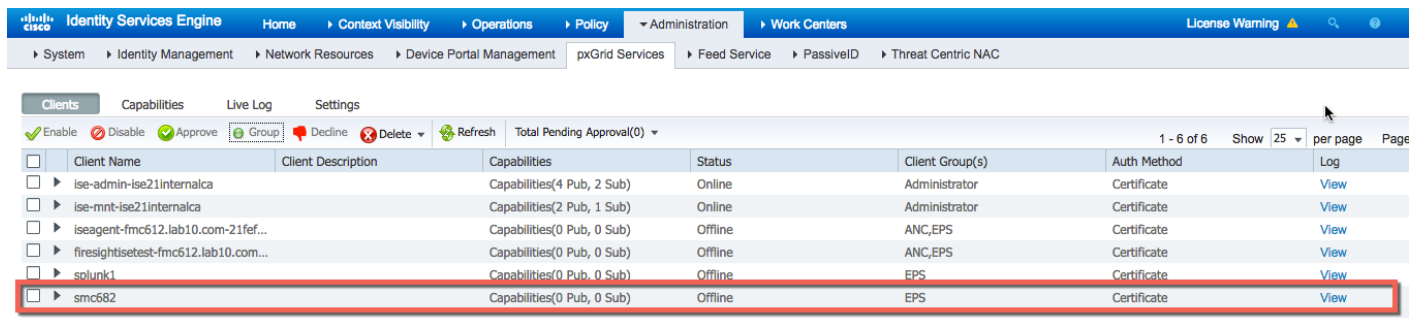 CISCO Identity Services Engine Home Context Visibility Operations Policy Administration Work Centers License Warning
System Identity Management Network Resources Device Portal Management pxGrid Services Feed Service PassiveID Threat Centric NAC
Clients Capabilities Live Log Settings
Enable Disable Approve Group Decline Delete Refresh Total Pending Approval(0) 1 - 6 of 6 Show 25 per page Page
Client Name Client Description Capabilities Status Client Group(s) Auth Method Log
ise-admin-ise21internalca Capabilities(4 Pub, 2 Sub) Online Administrator Certificate View
ise-mnt-ise21internalca Capabilities(2 Pub, 1 Sub) Online Administrator Certificate View
iseagent-fmc612.lab10.com-21fef... Capabilities(0 Pub, 0 Sub) Offline ANC,EPS Certificate View
firesightisetest-fmc612.lab10.com... Capabilities(0 Pub, 0 Sub) Offline ANC,EPS Certificate View
splunk1 Capabilities(0 Pub, 0 Sub) Offline EPS Certificate View
smc682 Capabilities(0 Pub, 0 Sub) Offline EPS Certificate View